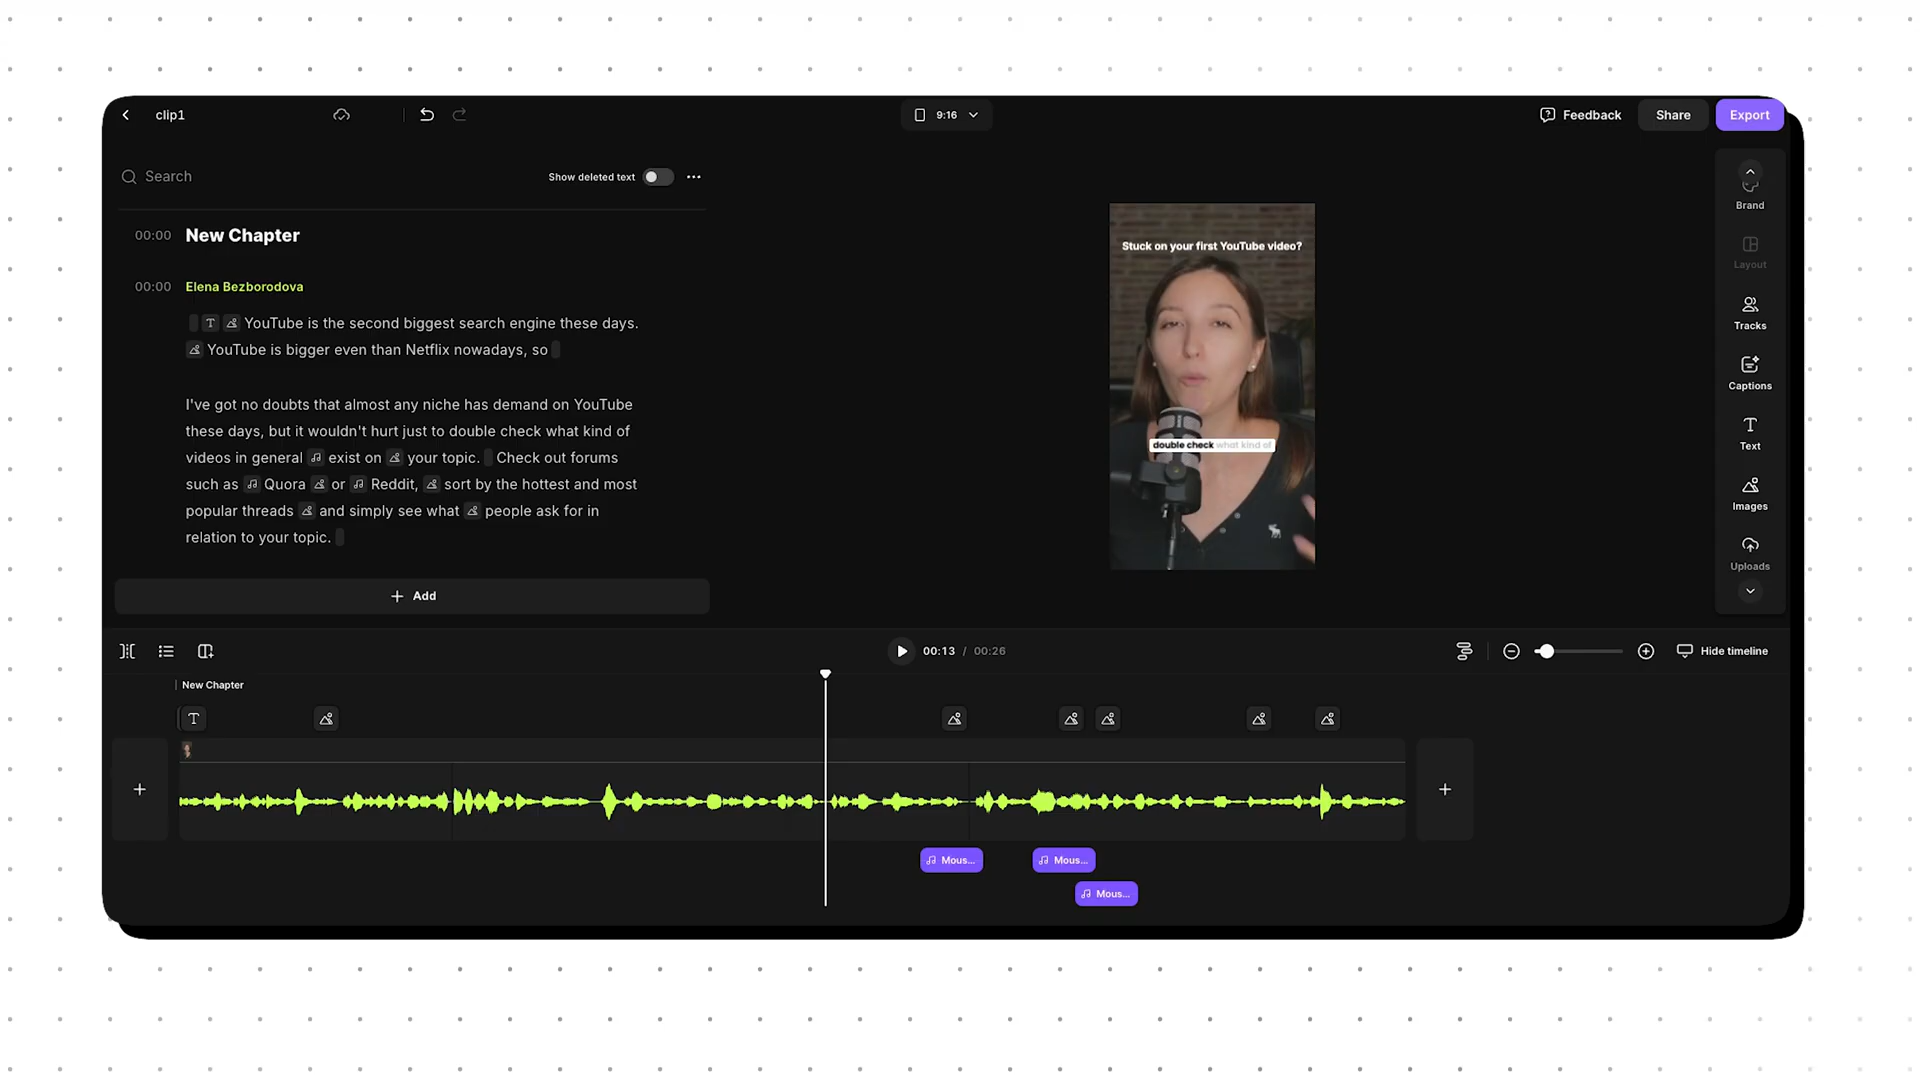 clip1
9:16
Feedback
Share
Export
Search
Show deleted text
00:00 New Chapter
00:00 Elena Bezborodova
YouTube is the second biggest search engine these days.
YouTube is bigger even than Netflix nowadays, so
I've got no doubts that almost any niche has demand on YouTube
these days, but it wouldn't hurt just to double check what kind of
videos in general exist on your topic. Check out forums
such as Quora or Reddit, sort by the hottest and most
popular threads and simply see what people ask for in
relation to your topic.
Add
Stuck on your first YouTube video?
double check what kind of
Brand
Layout
Tracks
Captions
Text
Images
Uploads
00:13 / 00:26
Hide timeline
New Chapter
Mous...
Mous...
Mous...